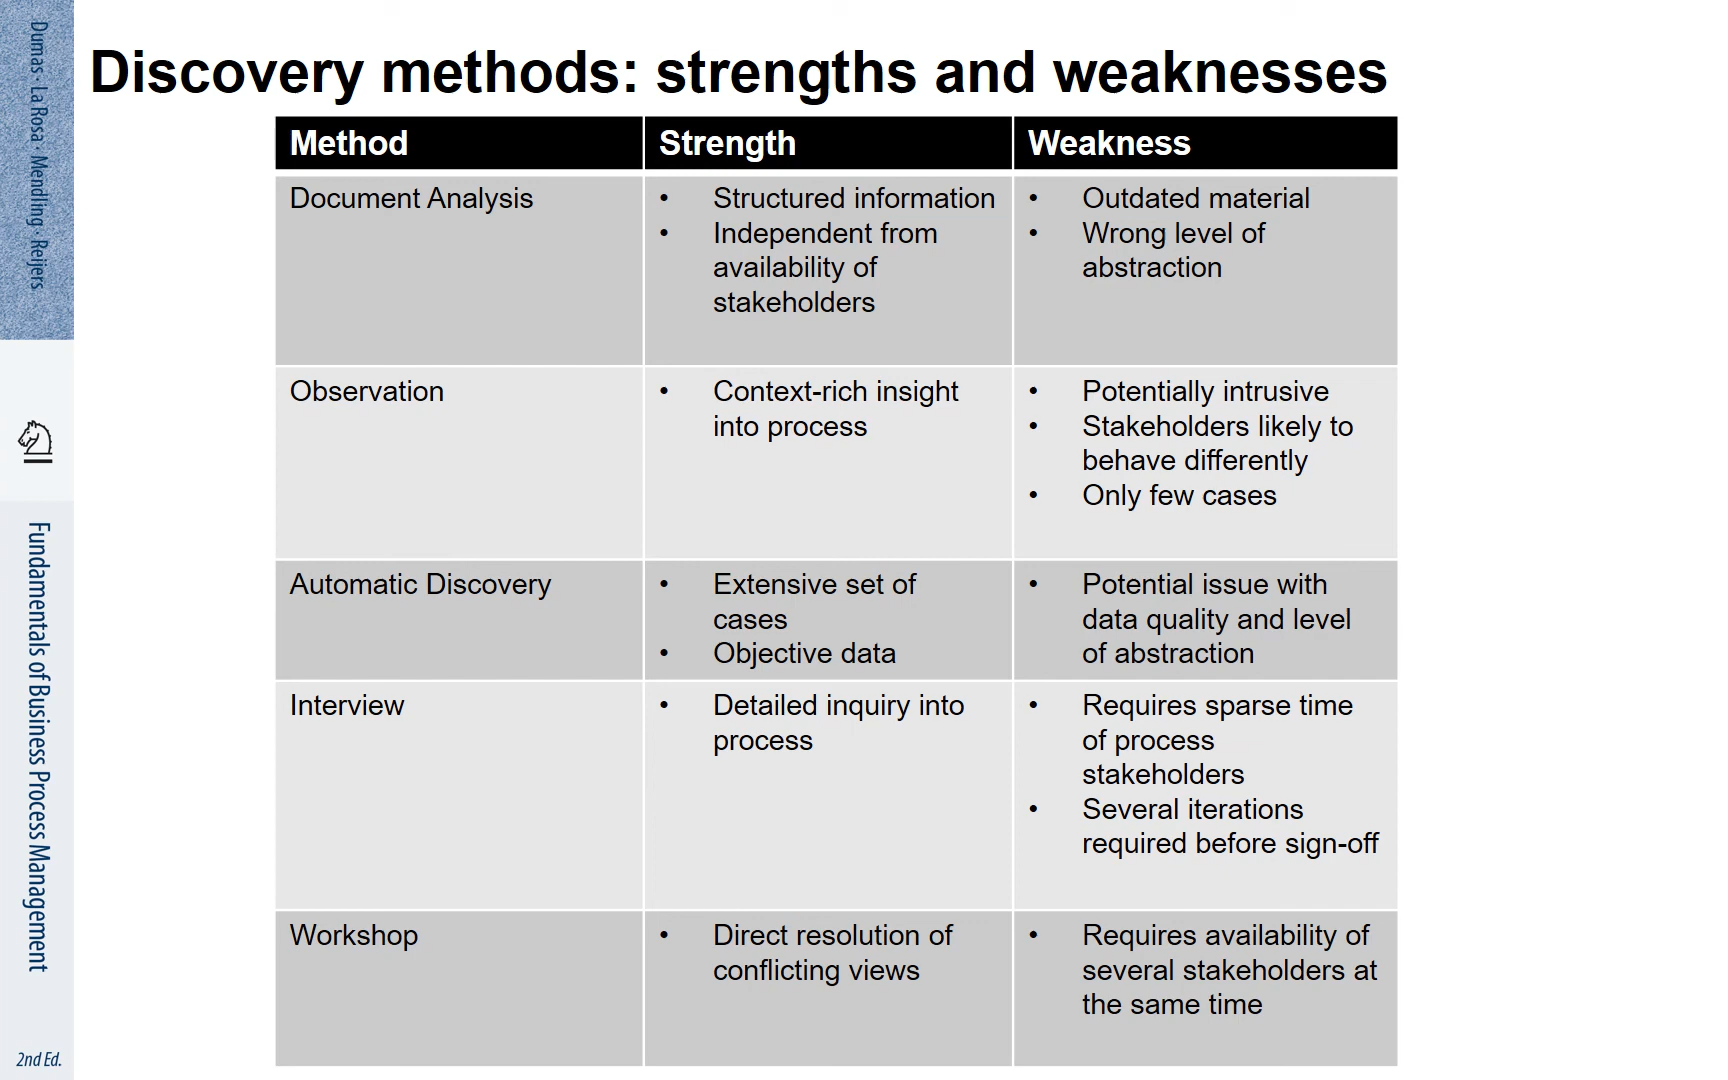 Dumas · La Rosa · Mendling · Reijers
Fundamentals of Business Process Management
2nd Ed.
Discovery methods: strengths and weaknesses
Method
Strength
Weakness
Document Analysis
• Structured information
• Independent from
availability of
stakeholders
• Outdated material
• Wrong level of
abstraction
Observation
• Context-rich insight
into process
• Potentially intrusive
• Stakeholders likely to
behave differently
• Only few cases
Automatic Discovery
• Extensive set of
cases
• Objective data
• Potential issue with
data quality and level
of abstraction
Interview
• Detailed inquiry into
process
• Requires sparse time
of process
stakeholders
• Several iterations
required before sign-off
Workshop
• Direct resolution of
conflicting views
• Requires availability of
several stakeholders at
the same time